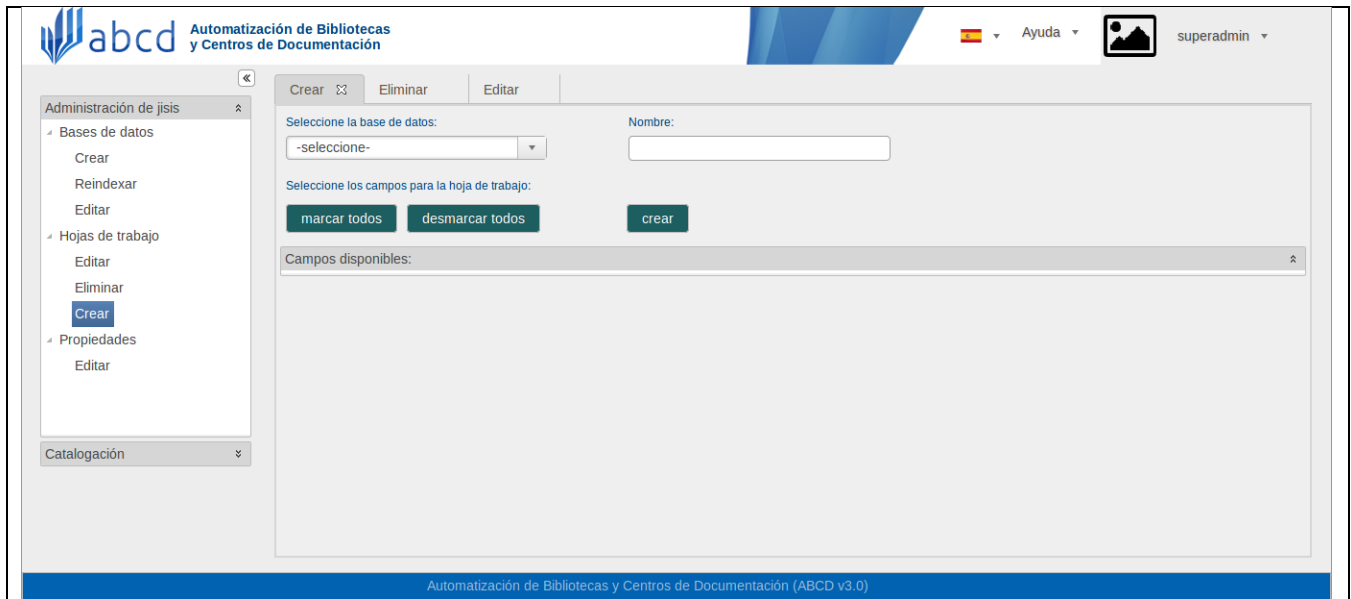 abcd
Automatización de Bibliotecas
y Centros de Documentación
Ayuda
superadmin
Crear
Eliminar
Editar
Administración de jisis
Bases de datos
Crear
Reindexar
Editar
Hojas de trabajo
Editar
Eliminar
Crear
Propiedades
Editar
Catalogación
Seleccione la base de datos:
Nombre:
-seleccione-
Seleccione los campos para la hoja de trabajo:
marcar todos
desmarcar todos
crear
Campos disponibles:
Automatización de Bibliotecas y Centros de Documentación (ABCD v3.0)